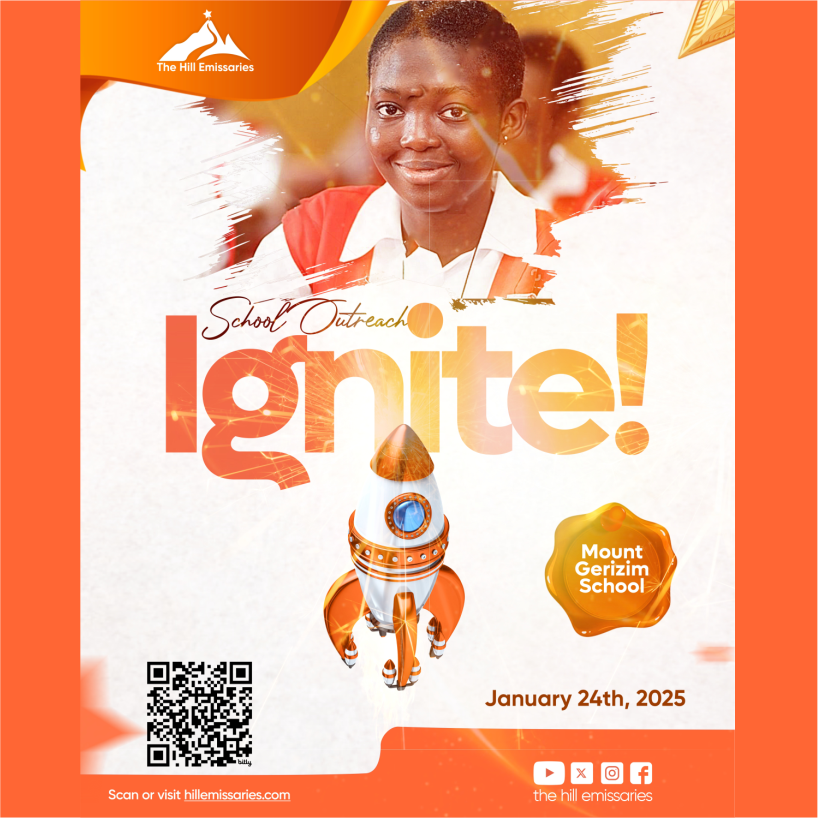 The Hill Emissaries
School Outreach
Ignite!
Mount
Gerizim
School
January 24th, 2025
bitly
Scan or visit hillemissaries.com
the hill emissaries